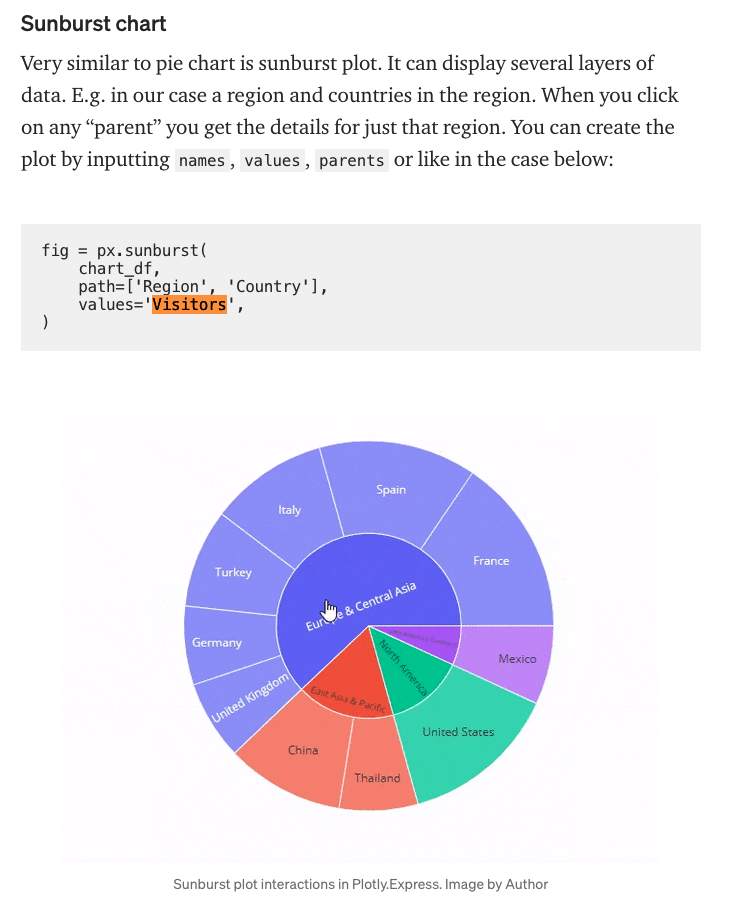 Sunburst chart
Very similar to pie chart is sunburst plot. It can display several layers of
data. E.g. in our case a region and countries in the region. When you click
on any “parent” you get the details for just that region. You can create the
plot by inputting names, values, parents or like in the case below:
fig = px.sunburst(
    chart_df,
    path=['Region', 'Country'],
    values='Visitors',
)
Spain
Italy
France
Turkey
& Central Asia
Germany
Mexico
North America
United Kingdom
East Asia & Pacific
United States
China
Thailand
Sunburst plot interactions in Plotly.Express. Image by Author